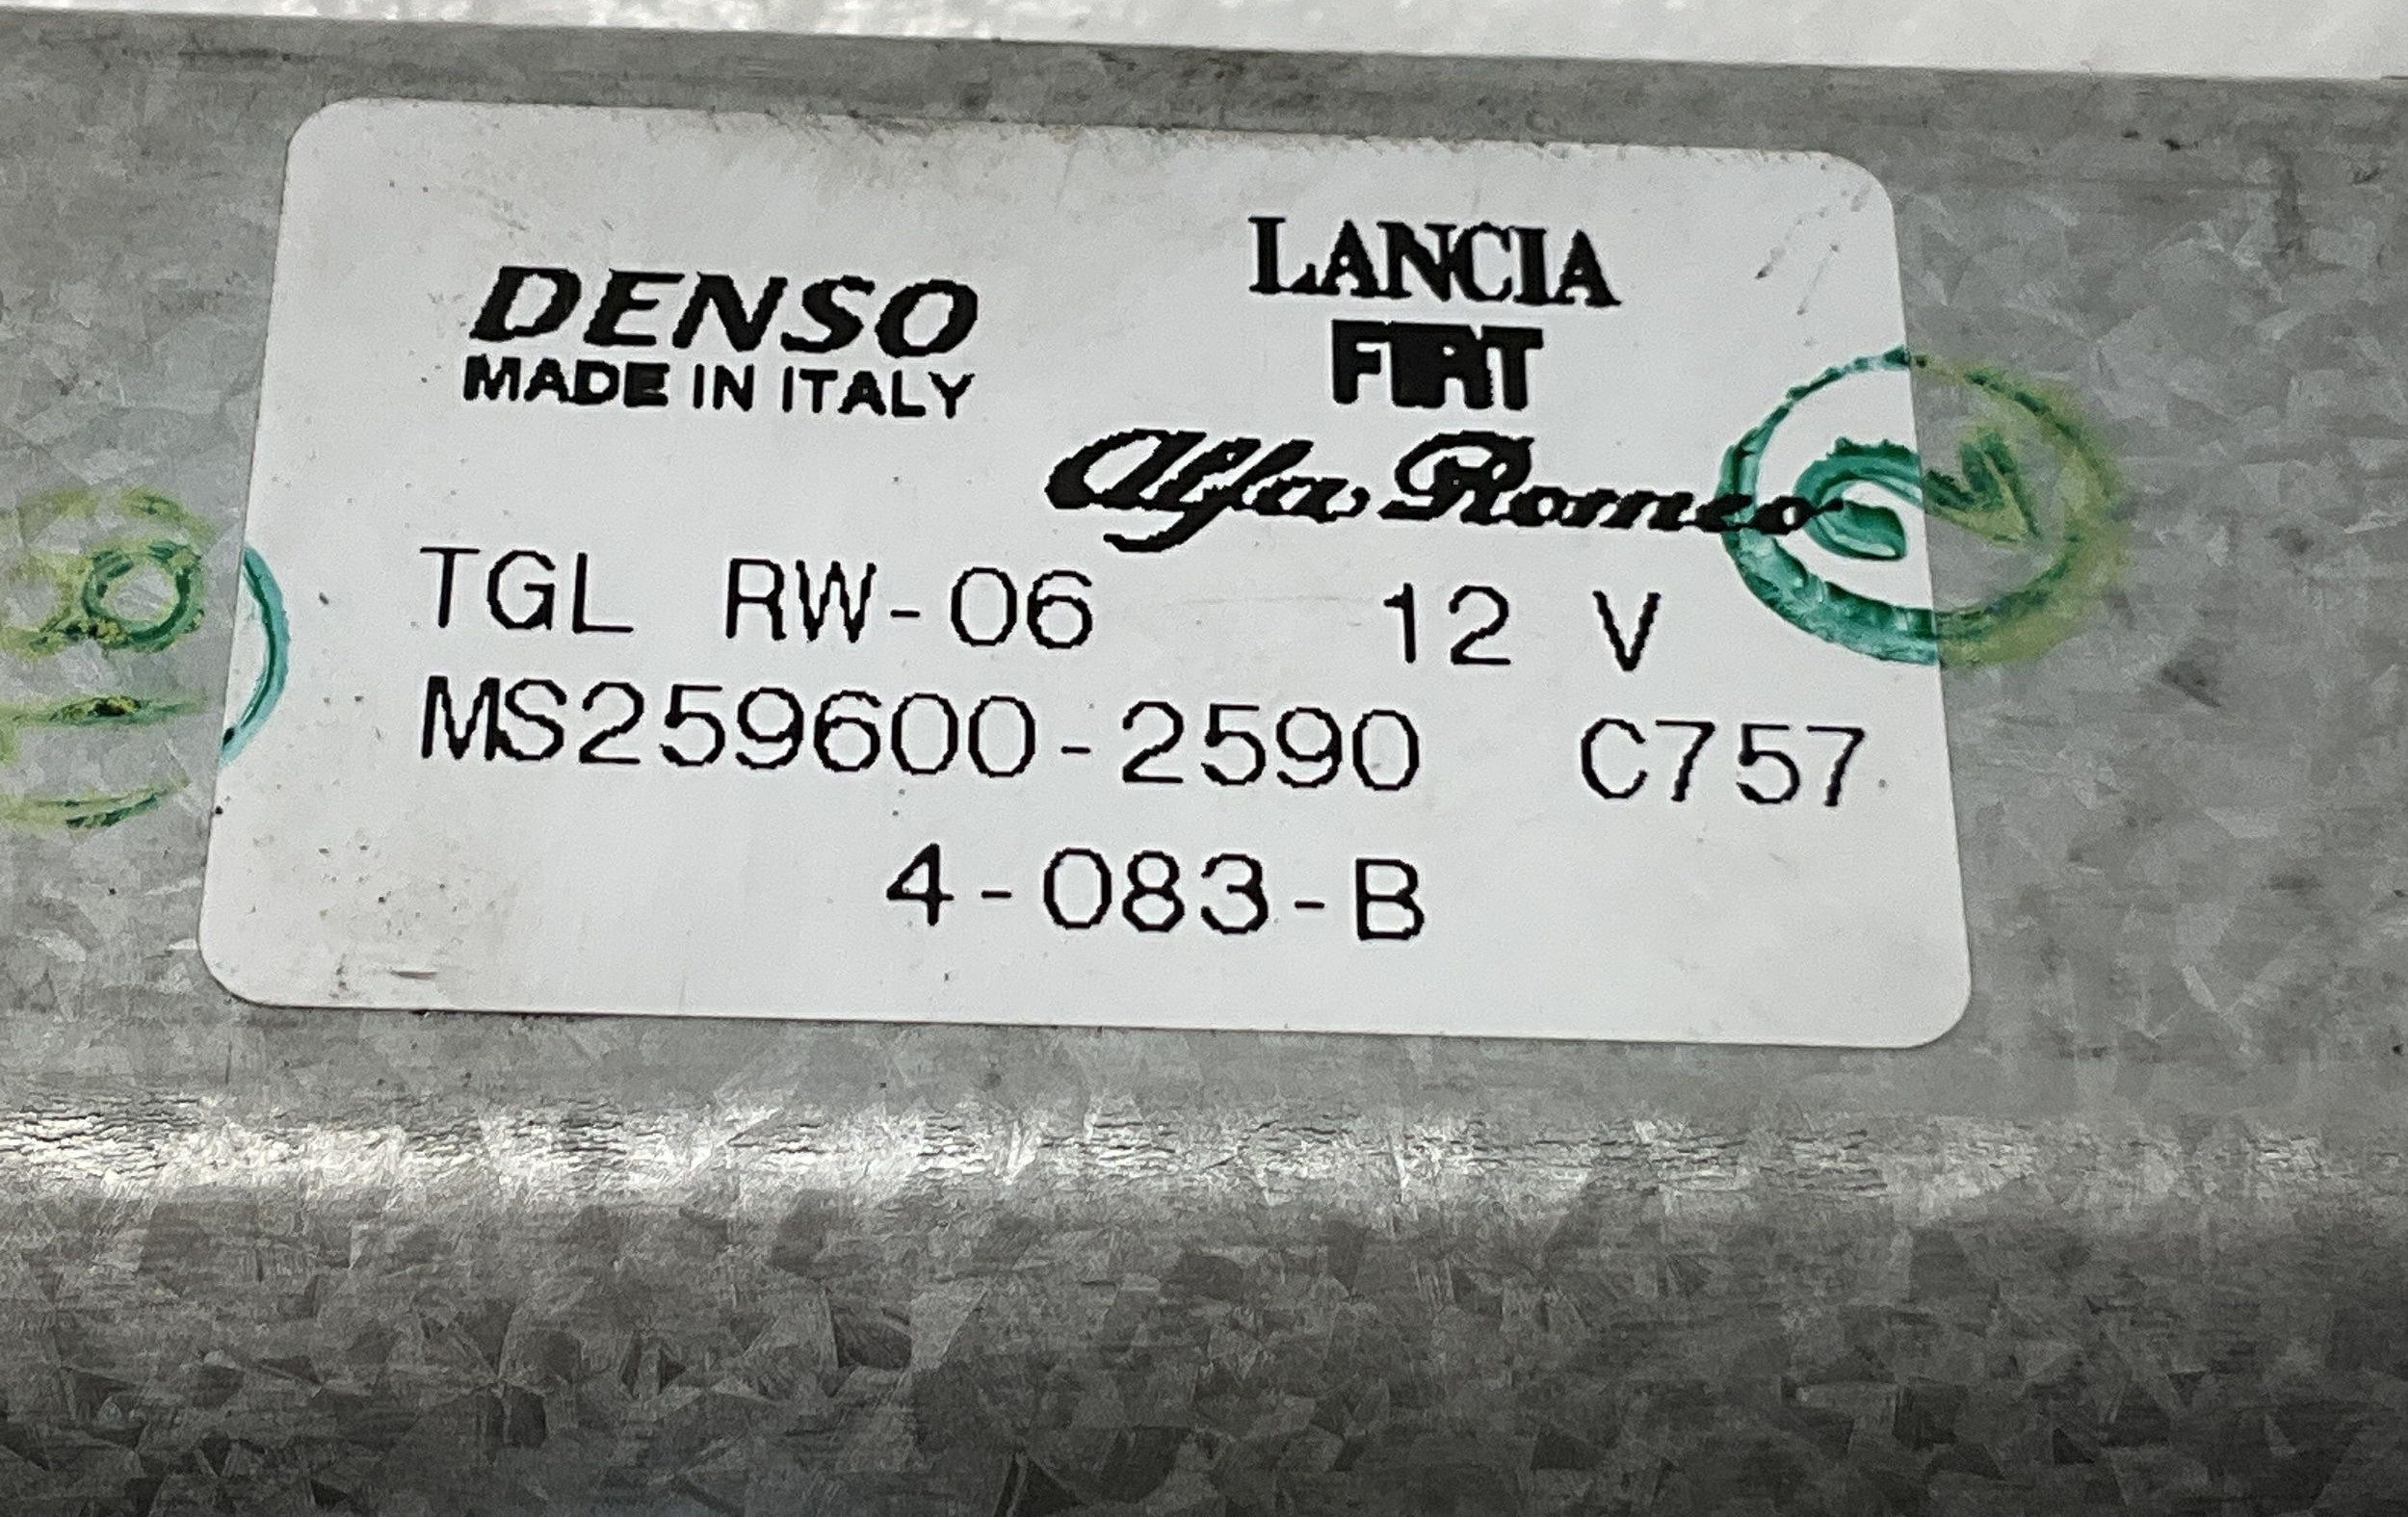 DENSO
MADE IN ITALY
LANCIA
FIAT
Alfa Romeo
TGL RW-06 12 V
MS259600-2590 C757
4-083-B